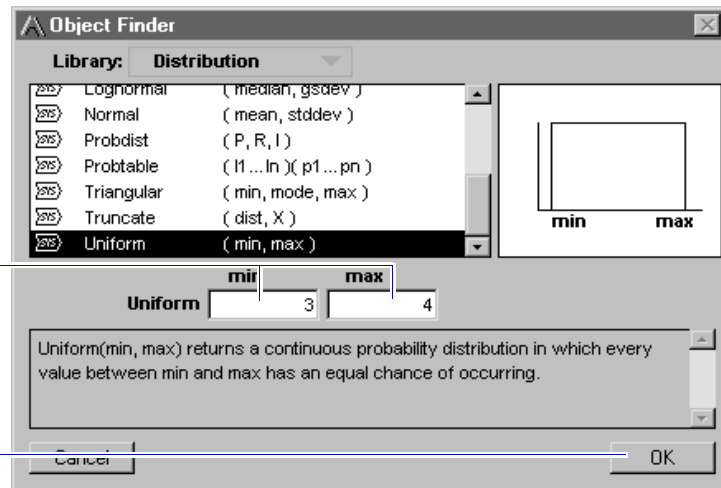 Object Finder
Library: Distribution
Lognormal ( median, gsdev )
Normal ( mean, stddev )
Probdist ( P, R, I )
Probtable ( I1...In )( p1...pn )
Triangular ( min, mode, max )
Truncate ( dist, X )
Uniform ( min, max )
min max
min max
Uniform 3 4
Uniform(min, max) returns a continuous probability distribution in which every
value between min and max has an equal chance of occurring.
Cancel OK